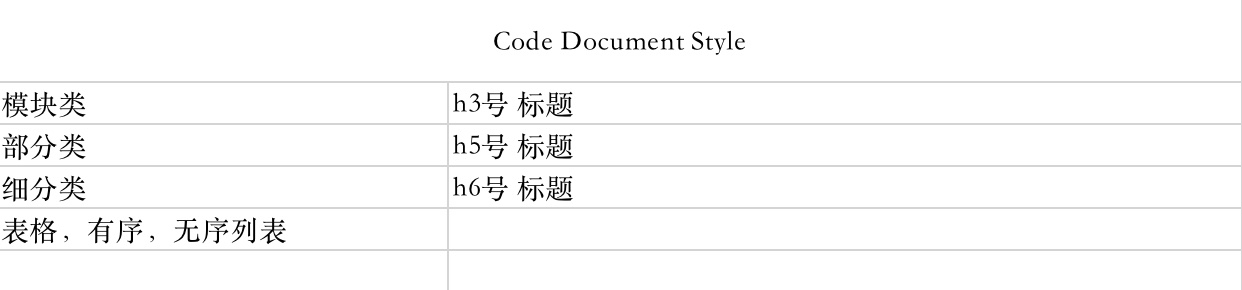 Code Document Style
模块类 h3号 标题
部分类 h5号 标题
细分类 h6号 标题
表格，有序，无序列表